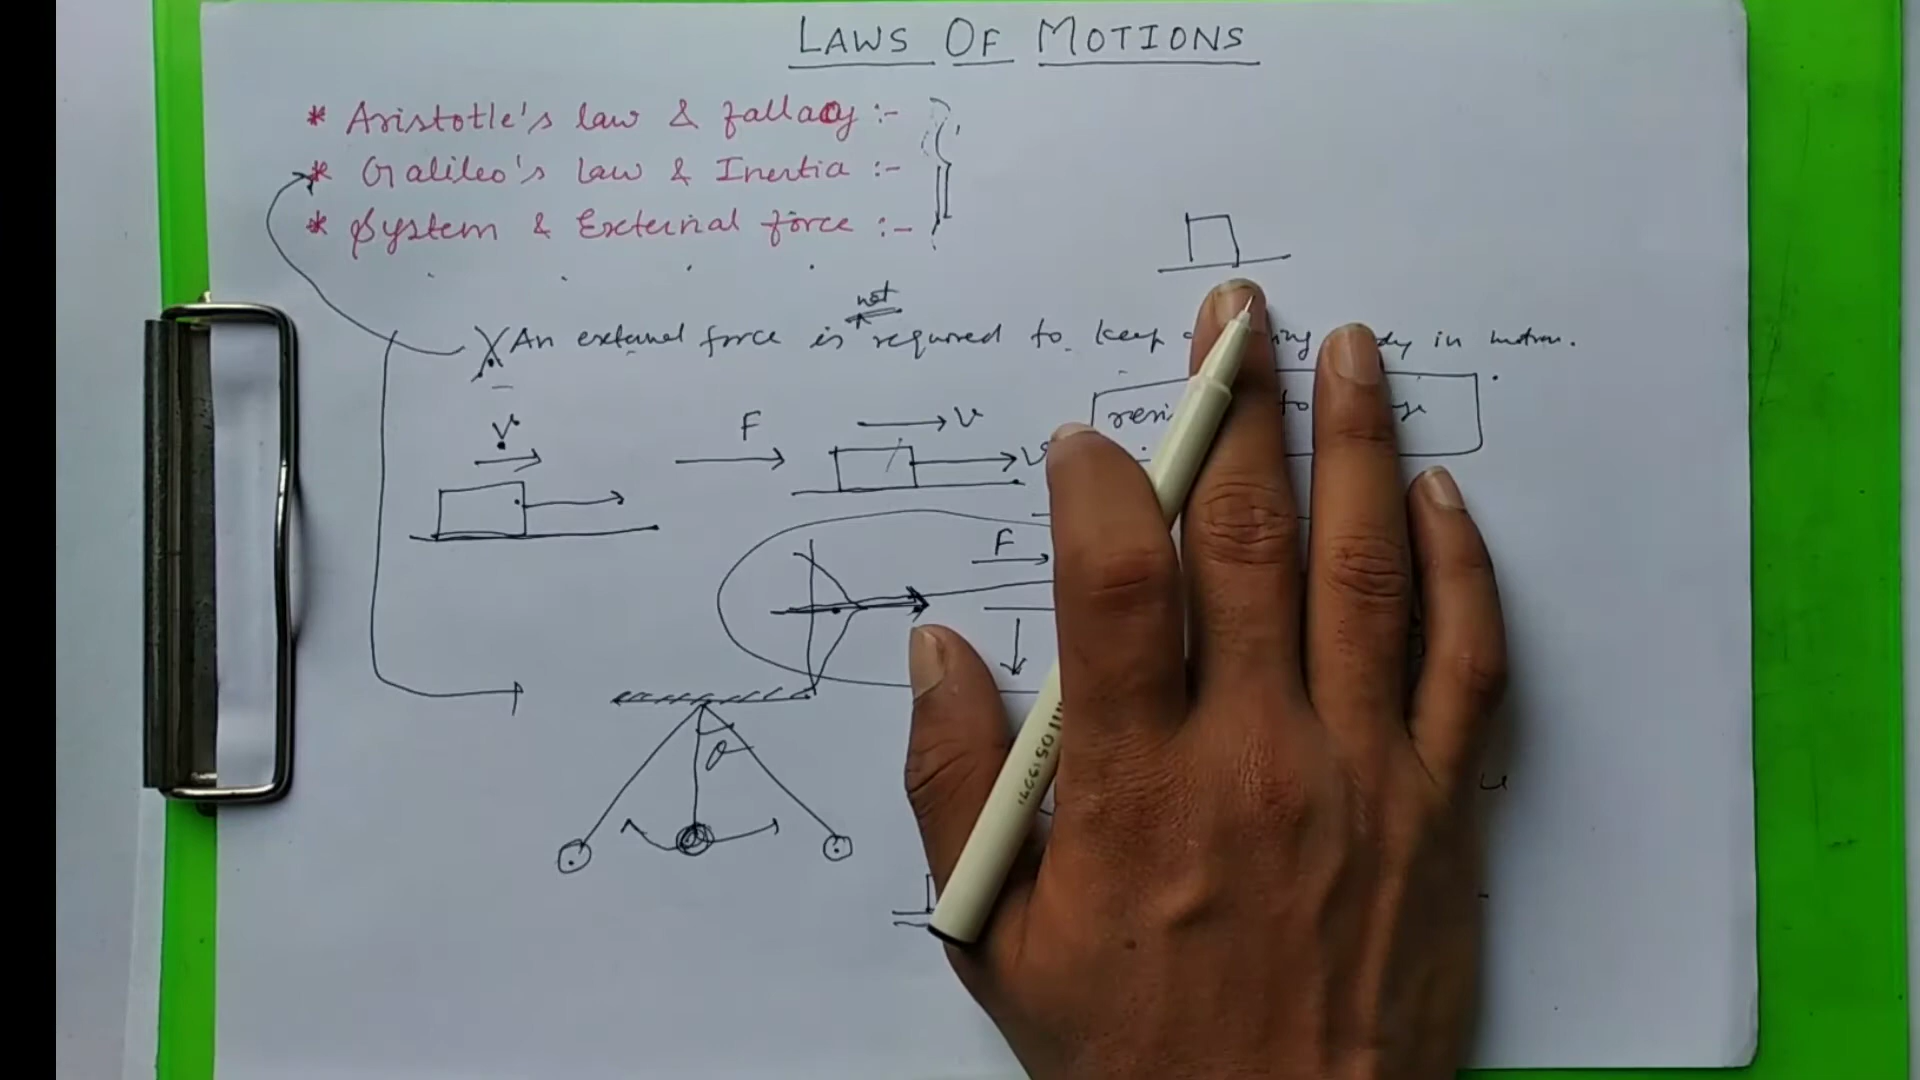 LAWS OF MOTIONS
* Aristotle's law & fallacy :-
* Galileo's law & Inertia :-
* System & External force :-
not
An external force is required to keep in motion.
V
F
V
V
to
F
θ